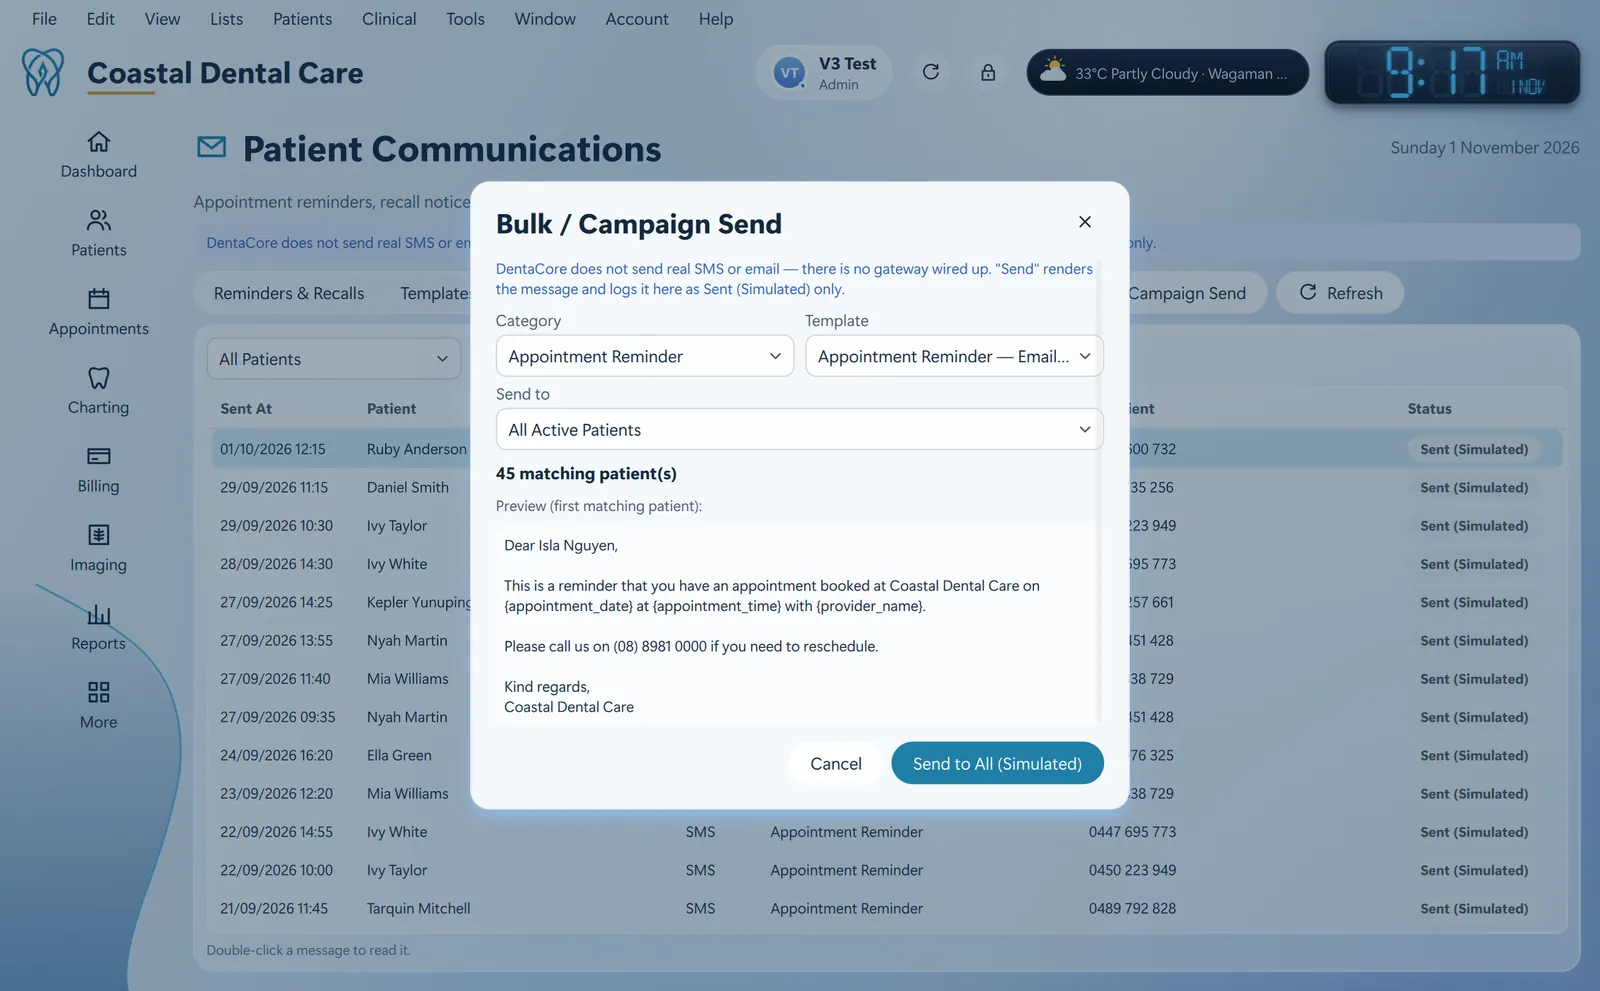 File Edit View Lists Patients Clinical Tools Window Account Help
Coastal Dental Care
VT
V3 Test
Admin
33°C Partly Cloudy · Wagaman ...
9:17 AM
1 NOV
Dashboard
Patients
Appointments
Charting
Billing
Imaging
Reports
More
Patient Communications
Sunday 1 November 2026
Appointment reminders, recall notice
DentaCore does not send real SMS or em
only.
Reminders & Recalls
Templates
Campaign Send
Refresh
All Patients
Sent At Patient ient Status
01/10/2026 12:15 Ruby Anderson 600 732 Sent (Simulated)
29/09/2026 11:15 Daniel Smith 735 256 Sent (Simulated)
29/09/2026 10:30 Ivy Taylor 223 949 Sent (Simulated)
28/09/2026 14:30 Ivy White 695 773 Sent (Simulated)
27/09/2026 14:25 Kepler Yunuping 257 661 Sent (Simulated)
27/09/2026 13:55 Nyah Martin 451 428 Sent (Simulated)
27/09/2026 11:40 Mia Williams 38 729 Sent (Simulated)
27/09/2026 09:35 Nyah Martin 451 428 Sent (Simulated)
24/09/2026 16:20 Ella Green 76 325 Sent (Simulated)
23/09/2026 12:20 Mia Williams 38 729 Sent (Simulated)
22/09/2026 14:55 Ivy White SMS Appointment Reminder 0447 695 773 Sent (Simulated)
22/09/2026 10:00 Ivy Taylor SMS Appointment Reminder 0450 223 949 Sent (Simulated)
21/09/2026 11:45 Tarquin Mitchell SMS Appointment Reminder 0489 792 828 Sent (Simulated)
Double-click a message to read it.
Bulk / Campaign Send
DentaCore does not send real SMS or email — there is no gateway wired up. "Send" renders
the message and logs it here as Sent (Simulated) only.
Category Template
Appointment Reminder Appointment Reminder — Email...
Send to
All Active Patients
45 matching patient(s)
Preview (first matching patient):
Dear Isla Nguyen,
This is a reminder that you have an appointment booked at Coastal Dental Care on
{appointment_date} at {appointment_time} with {provider_name}.
Please call us on (08) 8981 0000 if you need to reschedule.
Kind regards,
Coastal Dental Care
Cancel
Send to All (Simulated)